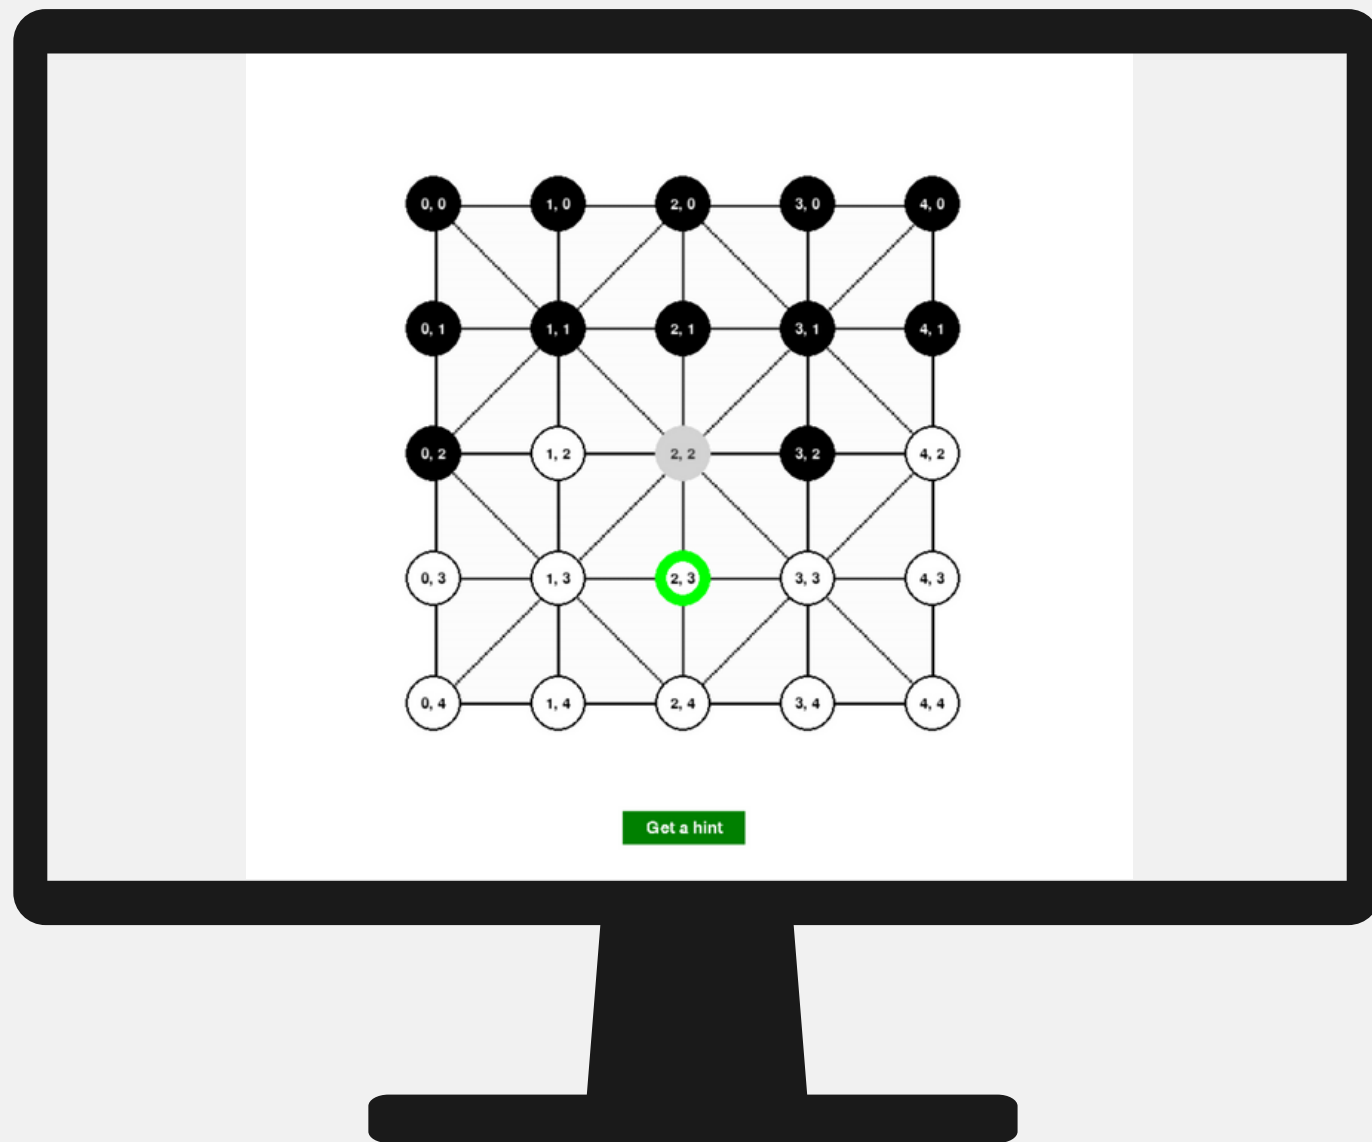 0, 0 1, 0 2, 0 3, 0 4, 0
0, 1 1, 1 2, 1 3, 1 4, 1
0, 2 1, 2 2, 2 3, 2 4, 2
0, 3 1, 3 2, 3 3, 3 4, 3
0, 4 1, 4 2, 4 3, 4 4, 4
Get a hint